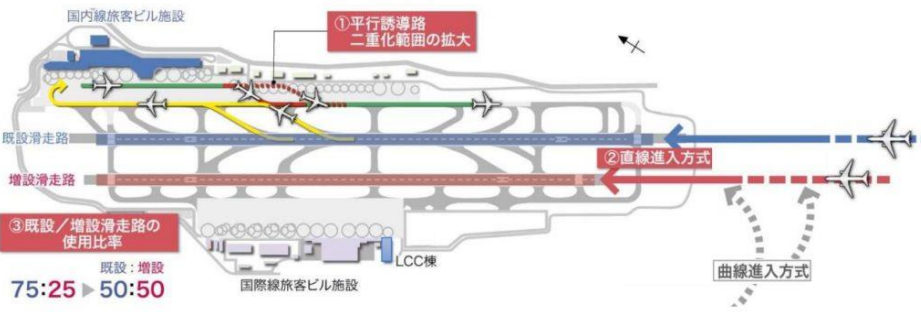 国内線旅客ビル施設
①平行誘導路
二重化範囲の拡大
既設滑走路
②直線進入方式
増設滑走路
③既設／増設滑走路の
使用比率
既設：増設
75:25 ▶ 50:50
LCC棟
国際線旅客ビル施設
曲線進入方式